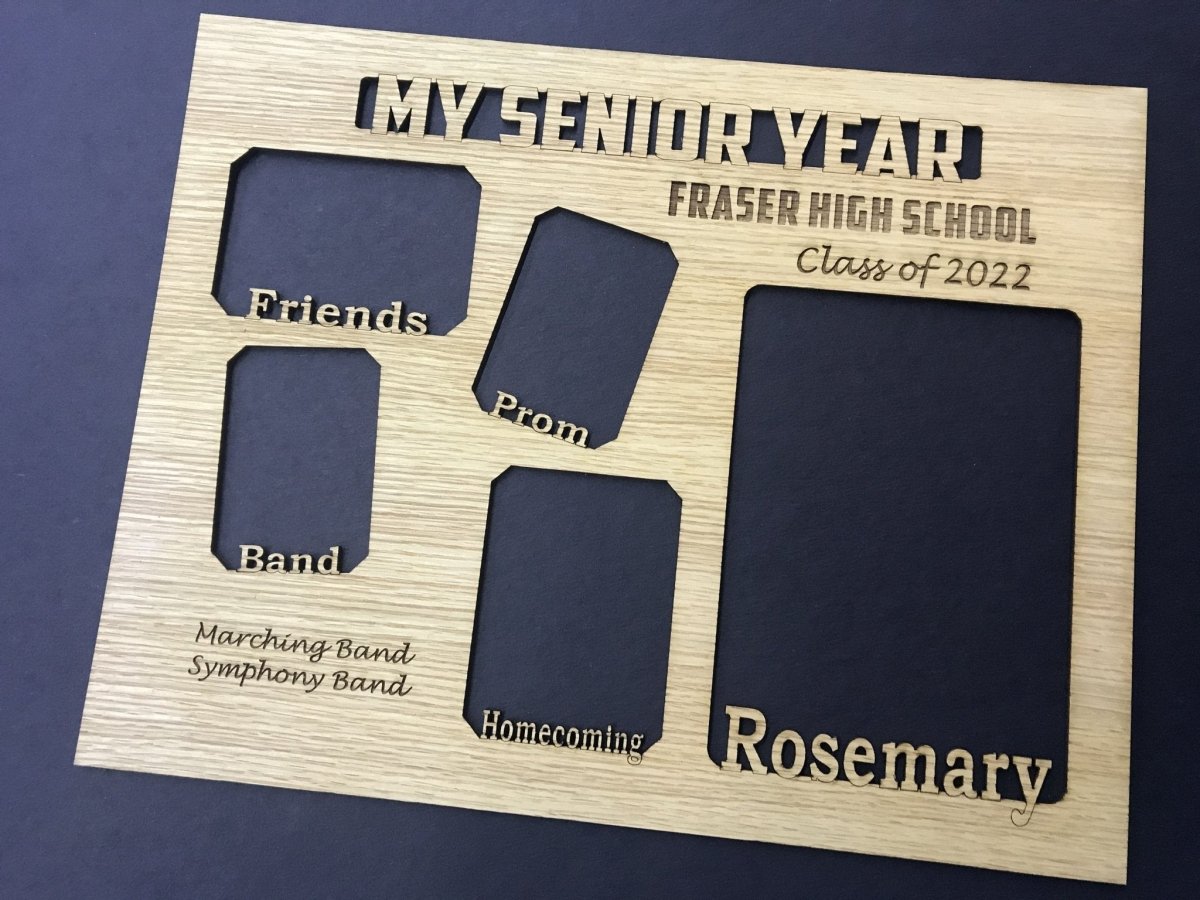 MY SENIOR YEAR
FRASER HIGH SCHOOL
Class of 2022
Friends
Prom
Band
Marching Band
Symphony Band
Homecoming
Rosemary